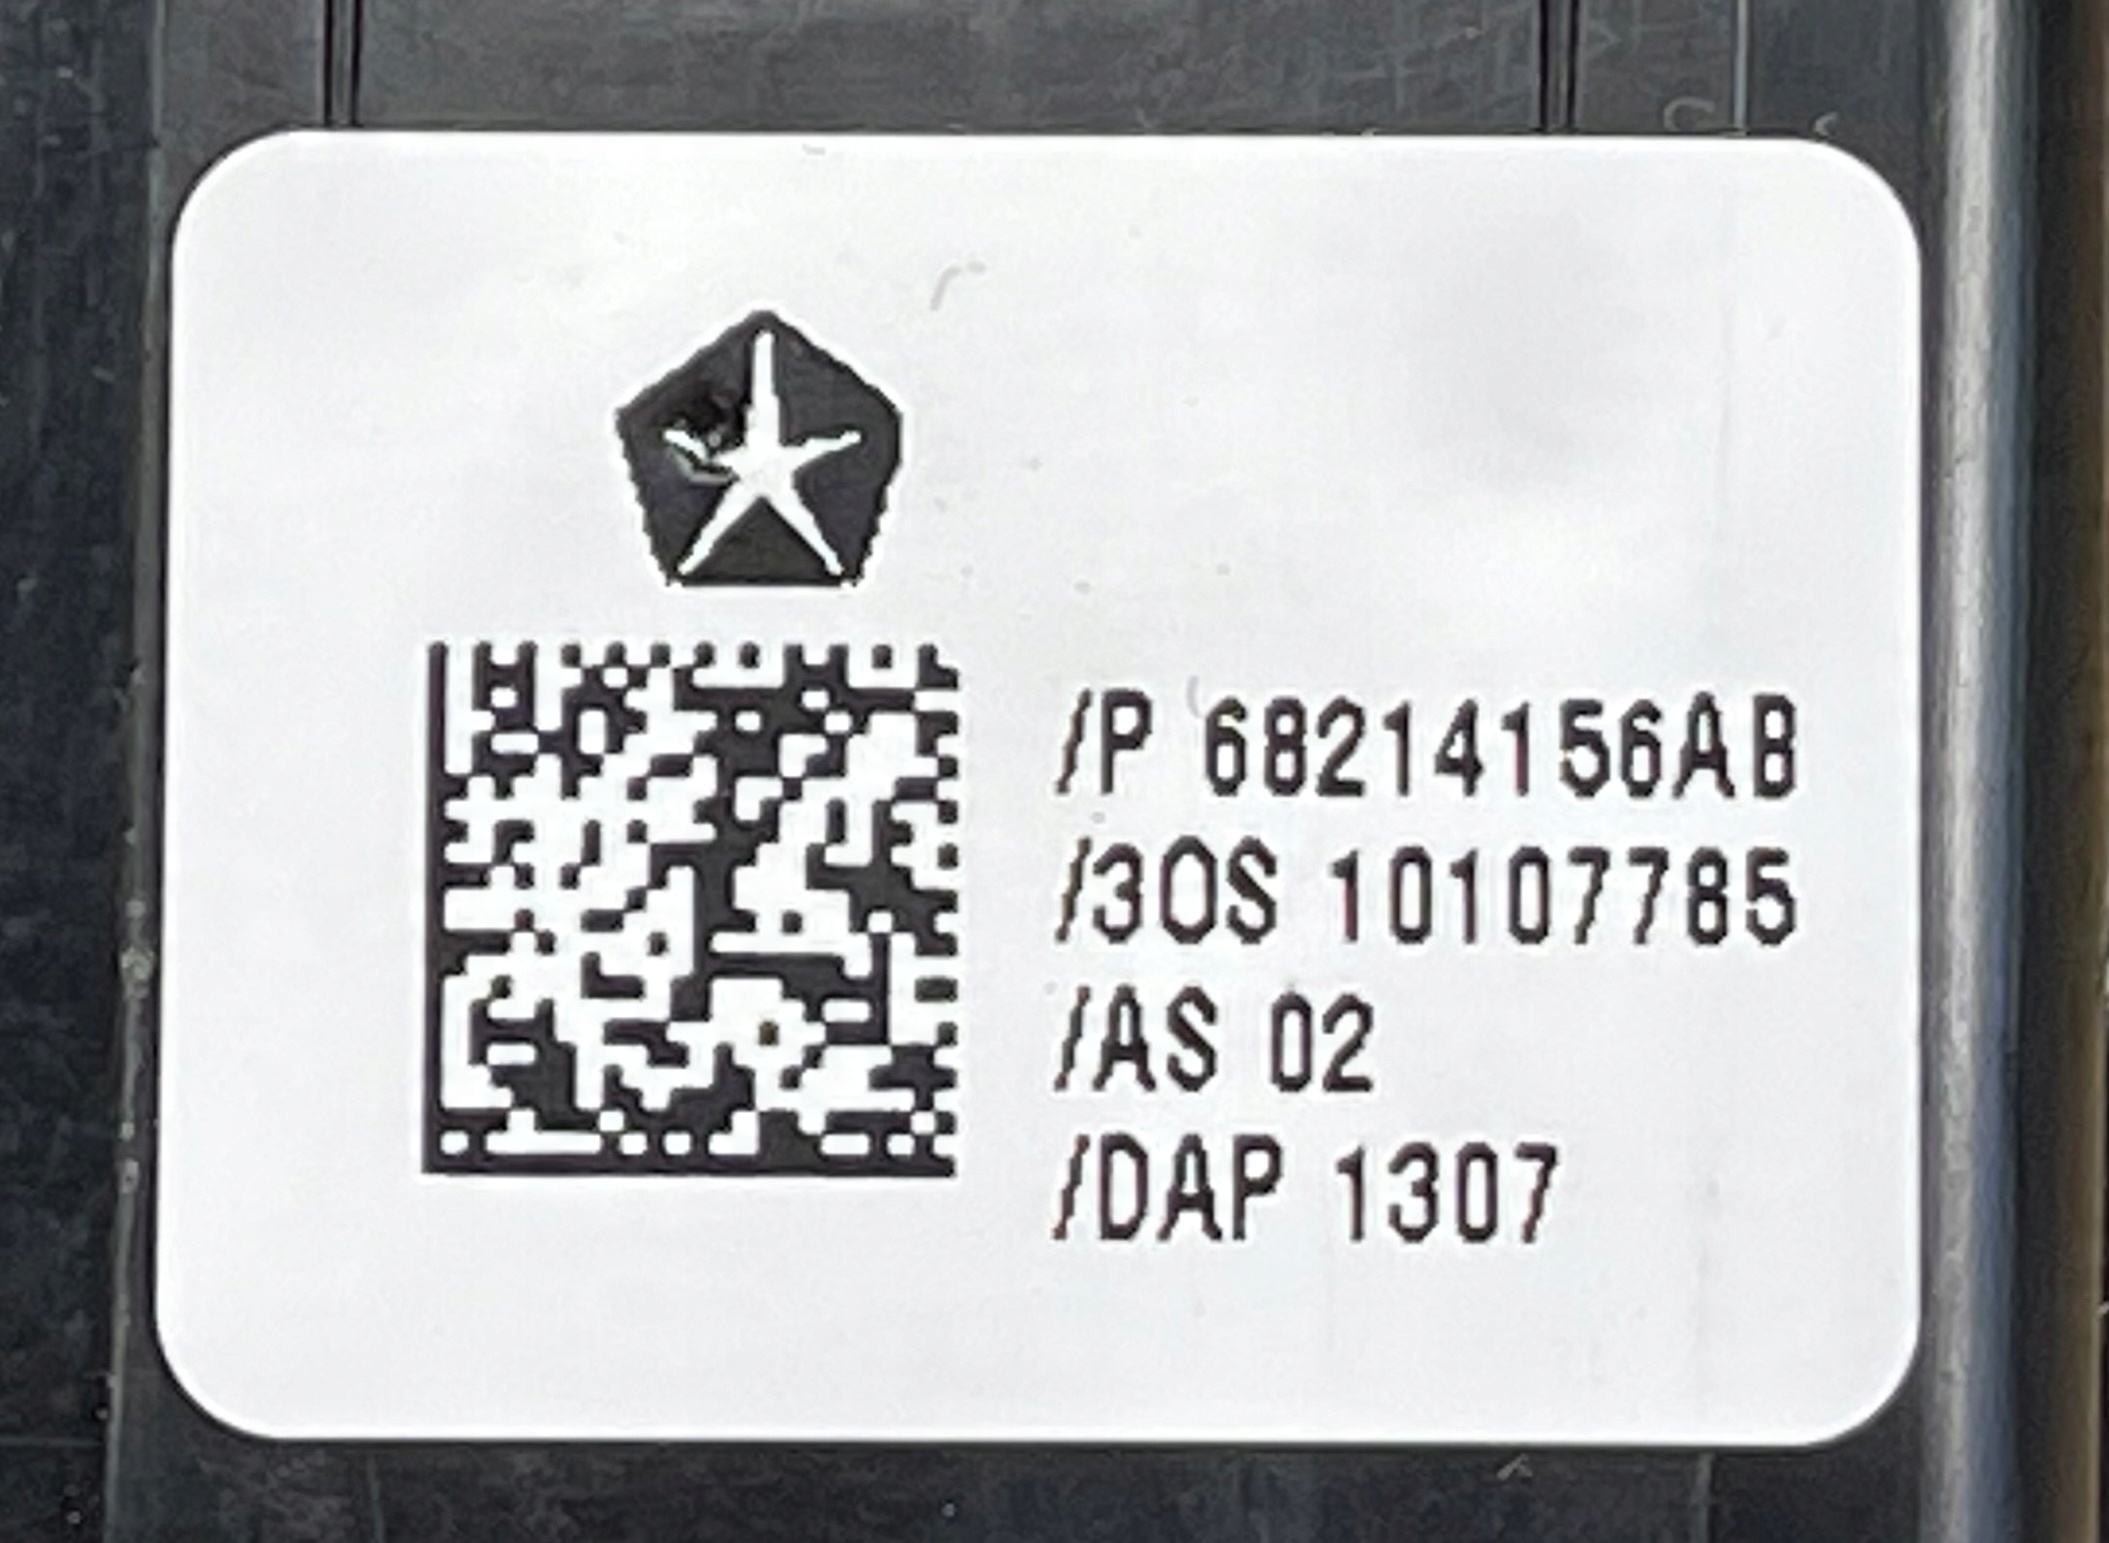 /P 68214156AB
/3OS 10107785
/AS 02
/DAP 1307